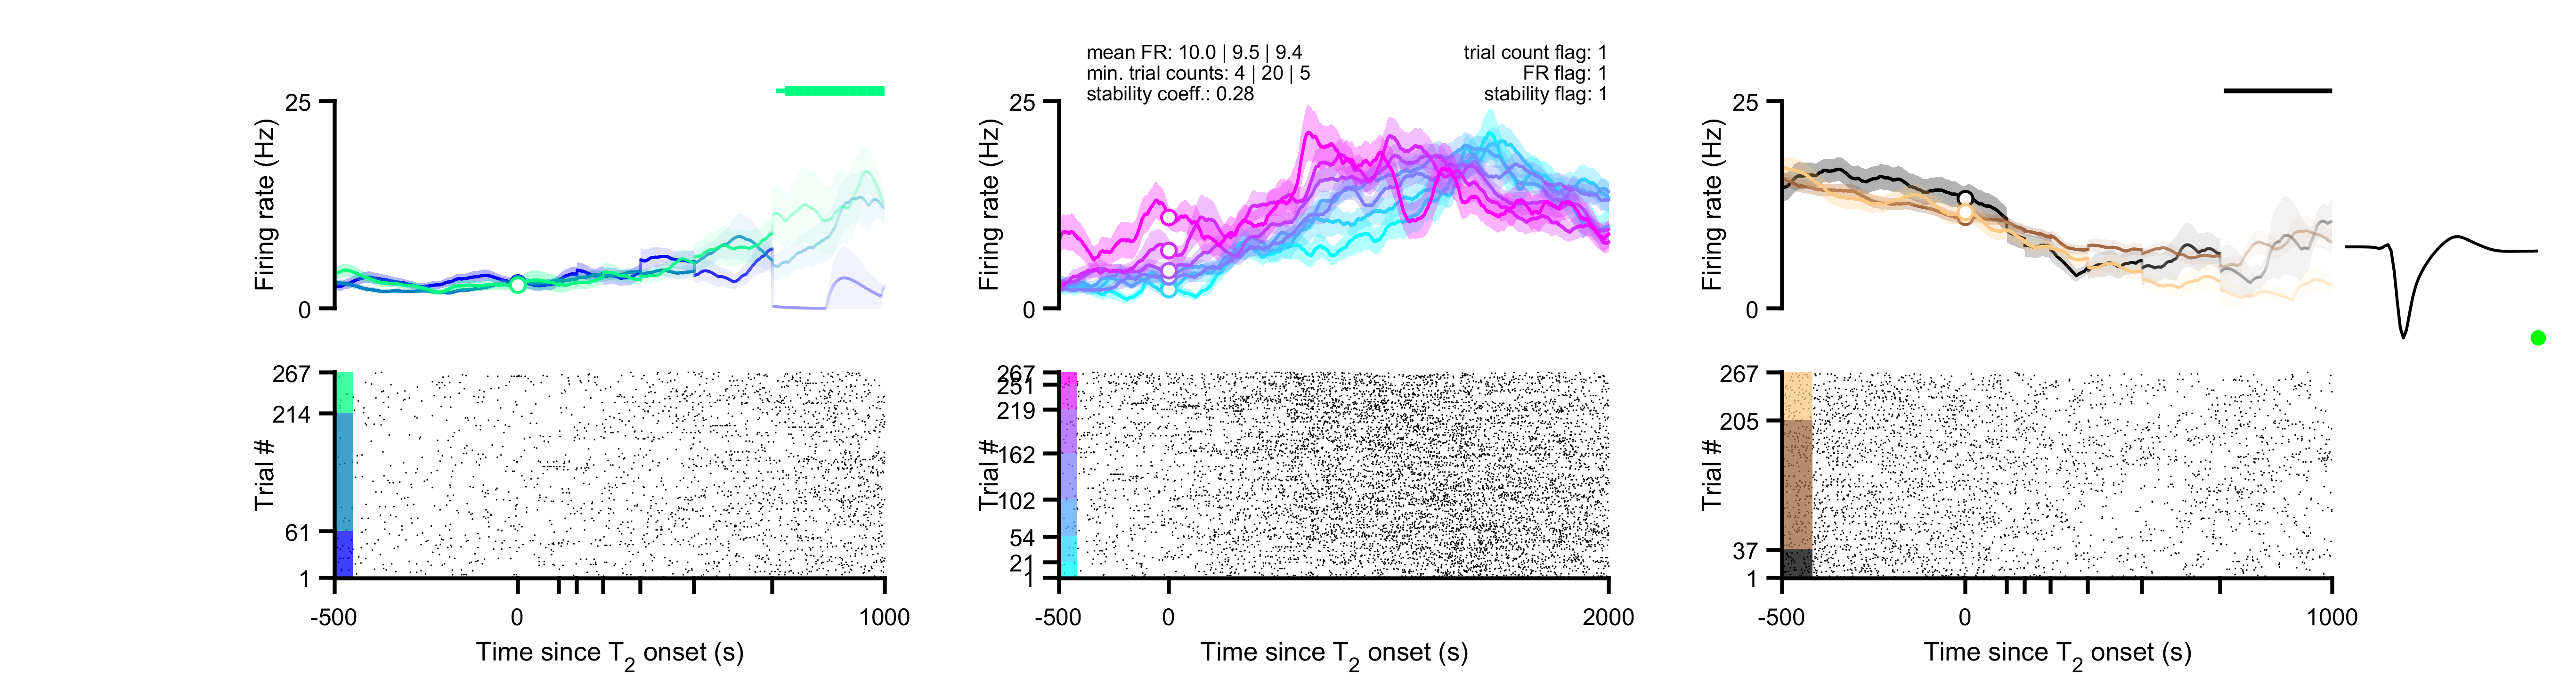 mean FR: 10.0 | 9.5 | 9.4
min. trial counts: 4 | 20 | 5
stability coeff.: 0.28
trial count flag: 1
FR flag: 1
stability flag: 1
25
Firing rate (Hz)
0
25
Firing rate (Hz)
0
25
Firing rate (Hz)
0
267
214
Trial #
61
1
-500
0
1000
Time since T2 onset (s)
267
251
219
Trial #
162
102
54
21
1
-500
0
2000
Time since T2 onset (s)
267
205
Trial #
37
1
-500
0
1000
Time since T2 onset (s)